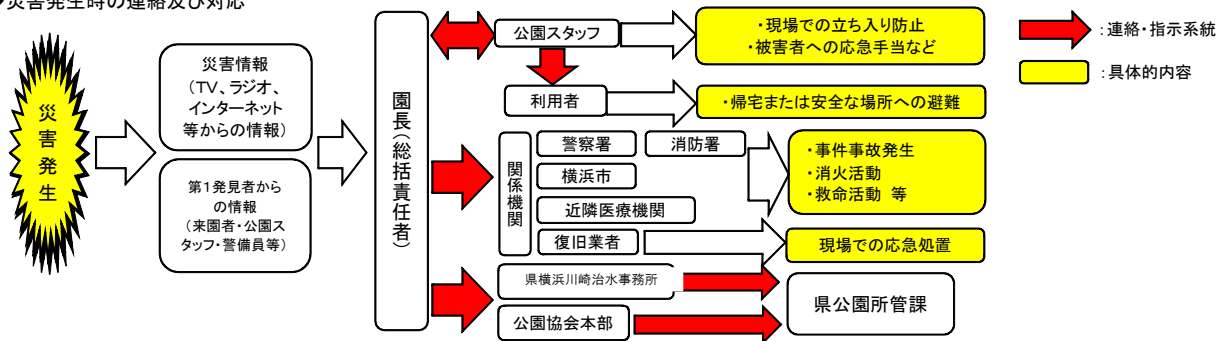 災害発生時の連絡及び対応
災害発生
災害情報
(TV、ラジオ、
インターネット
等からの情報)
第1発見者から
の情報
(来園者・公園ス
タッフ・警備員等)
園長(総括責任者)
公園スタッフ
・現場での立ち入り防止
・被害者への応急手当など
利用者
・帰宅または安全な場所への避難
関係機関
警察署
消防署
横浜市
近隣医療機関
復旧業者
・事件事故発生
・消火活動
・救命活動 等
現場での応急処置
県横浜川崎治水事務所
公園協会本部
県公園所管課
:連絡・指示系統
:具体的内容